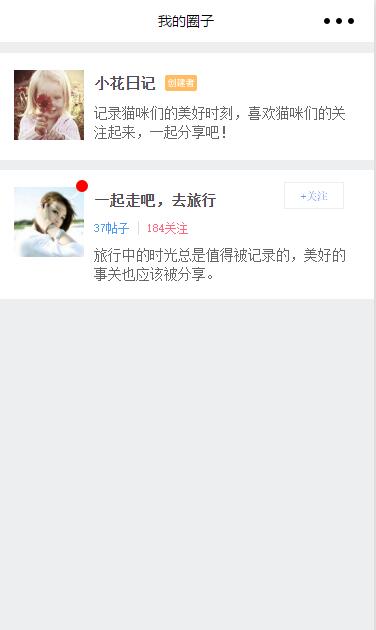 我的圈子
小花日记 创建者
记录猫咪们的美好时刻，喜欢猫咪们的关
注起来，一起分享吧！
一起走吧，去旅行 +关注
37帖子 184关注
旅行中的时光总是值得被记录的，美好的
事关也应该被分享。